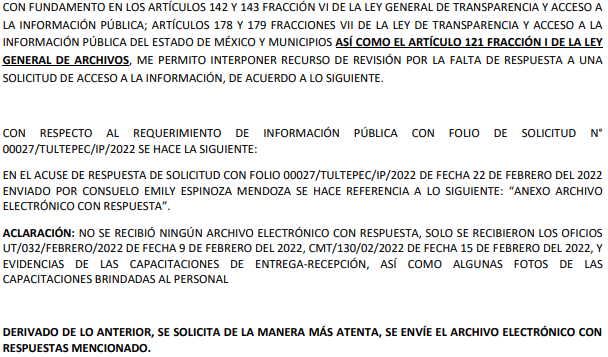 CON FUNDAMENTO EN LOS ARTÍCULOS 142 Y 143 FRACCIÓN VI DE LA LEY GENERAL DE TRANSPARENCIA Y ACCESO A
LA INFORMACIÓN PÚBLICA; ARTÍCULOS 178 Y 179 FRACCIONES VII DE LA LEY DE TRANSPARENCIA Y ACCESO A LA
INFORMACIÓN PÚBLICA DEL ESTADO DE MÉXICO Y MUNICIPIOS ASÍ COMO EL ARTÍCULO 121 FRACCIÓN I DE LA LEY
GENERAL DE ARCHIVOS, ME PERMITO INTERPONER RECURSO DE REVISIÓN POR LA FALTA DE RESPUESTA A UNA
SOLICITUD DE ACCESO A LA INFORMACIÓN, DE ACUERDO A LO SIGUIENTE.
CON RESPECTO AL REQUERIMIENTO DE INFORMACIÓN PÚBLICA CON FOLIO DE SOLICITUD N°
00027/TULTEPEC/IP/2022 SE HACE LA SIGUIENTE:
EN EL ACUSE DE RESPUESTA DE SOLICITUD CON FOLIO 00027/TULTEPEC/IP/2022 DE FECHA 22 DE FEBRERO DEL 2022
ENVIADO POR CONSUELO EMILY ESPINOZA MENDOZA SE HACE REFERENCIA A LO SIGUIENTE: “ANEXO ARCHIVO
ELECTRÓNICO CON RESPUESTA”.
ACLARACIÓN: NO SE RECIBIÓ NINGÚN ARCHIVO ELECTRÓNICO CON RESPUESTA, SOLO SE RECIBIERON LOS OFICIOS
UT/032/FEBRERO/2022 DE FECHA 9 DE FEBRERO DEL 2022, CMT/130/02/2022 DE FECHA 15 DE FEBRERO DE 2022, Y
EVIDENCIAS DE LAS CAPACITACIONES DE ENTREGA-RECEPCIÓN, ASÍ COMO ALGUNAS FOTOS DE LAS
CAPACITACIONES BRINDADAS AL PERSONAL
DERIVADO DE LO ANTERIOR, SE SOLICITA DE LA MANERA MÁS ATENTA, SE ENVÍE EL ARCHIVO ELECTRÓNICO CON
RESPUESTAS MENCIONADO.